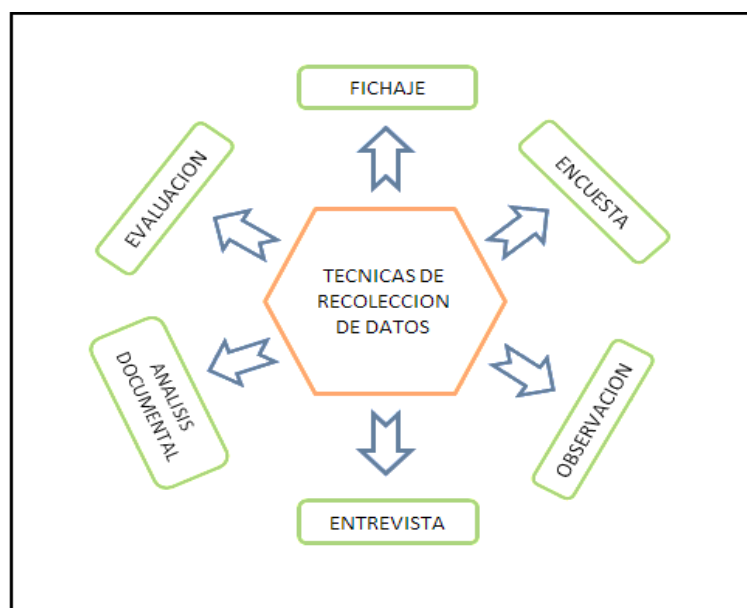 FICHAJE
EVALUACION
ENCUESTA
TECNICAS DE
RECOLECCION
DE DATOS
ANALISIS
DOCUMENTAL
OBSERVACION
ENTREVISTA